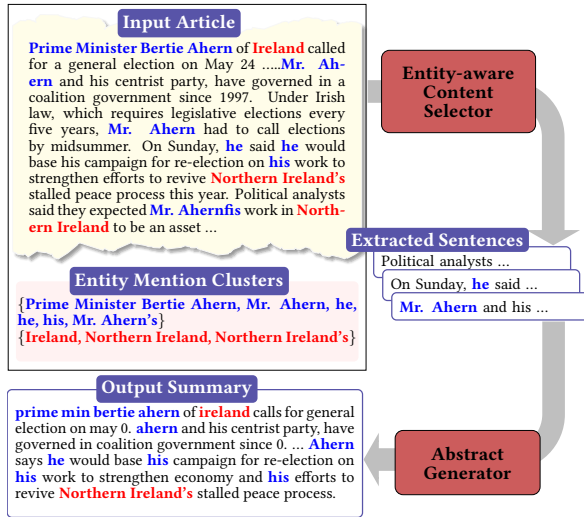 Input Article
Prime Minister Bertie Ahern of Ireland called
for a general election on May 24 .....Mr. Ah-
ern and his centrist party, have governed in a
coalition government since 1997. Under Irish
law, which requires legislative elections every
five years, Mr. Ahern had to call elections
by midsummer. On Sunday, he said he would
base his campaign for re-election on his work to
strengthen efforts to revive Northern Ireland's
stalled peace process this year. Political analysts
said they expected Mr. Ahernfis work in North-
ern Ireland to be an asset ...
Entity Mention Clusters
{Prime Minister Bertie Ahern, Mr. Ahern, he,
he, his, Mr. Ahern's}
{Ireland, Northern Ireland, Northern Ireland's}
Entity-aware
Content
Selector
Extracted Sentences
Political analysts ...
On Sunday, he said ...
Mr. Ahern and his ...
Abstract
Generator
Output Summary
prime min bertie ahern of ireland calls for general
election on may 0. ahern and his centrist party, have
governed in coalition government since 0. ... Ahern
says he would base his campaign for re-election on
his work to strengthen economy and his efforts to
revive Northern Ireland's stalled peace process.